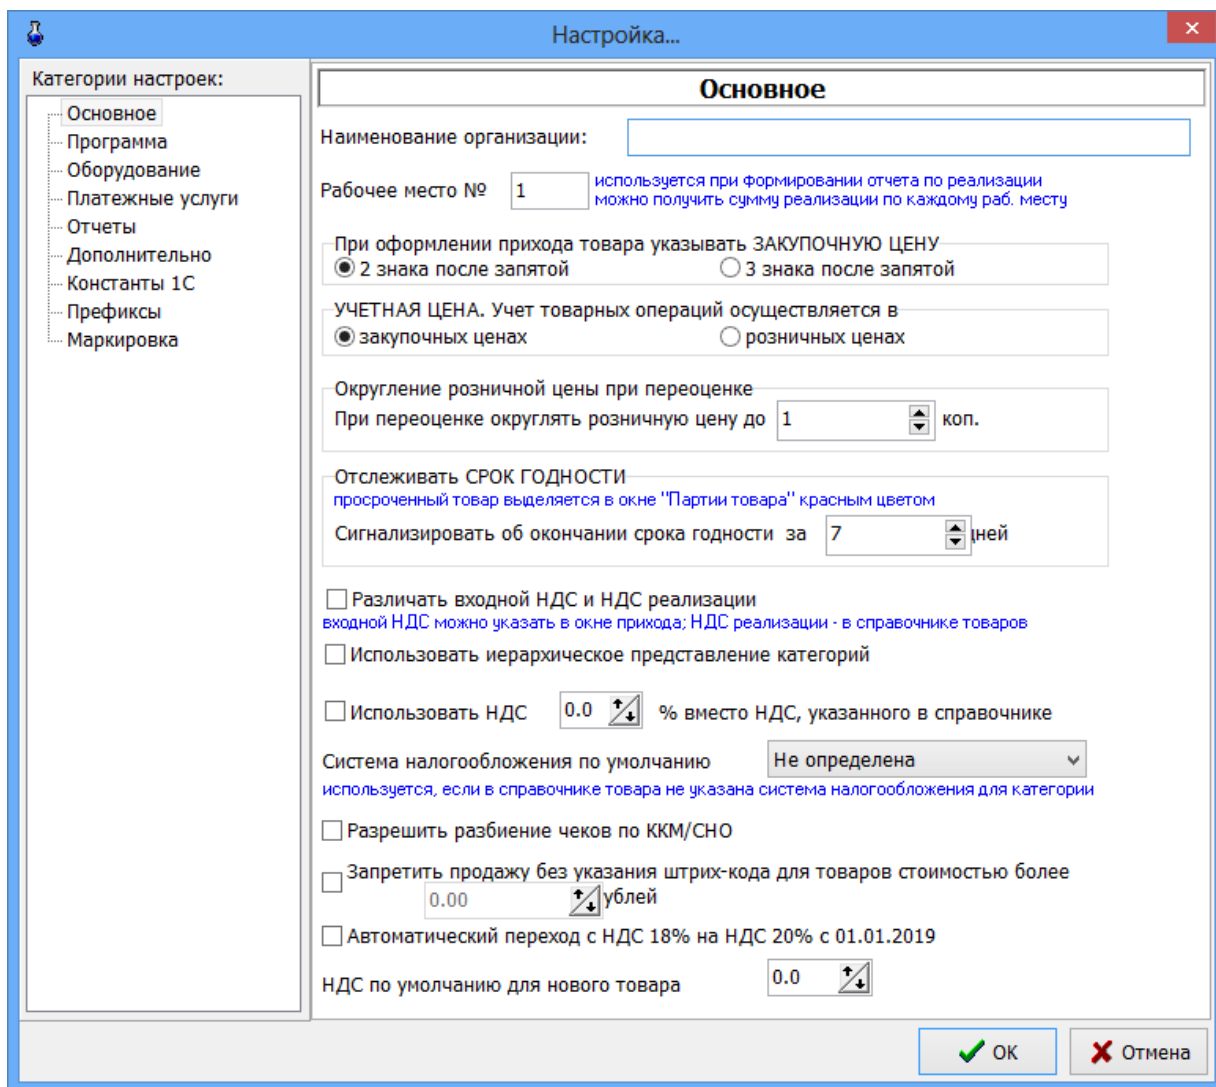 Настройка...
Категории настроек:
Основное
Программа
Оборудование
Платежные услуги
Отчеты
Дополнительно
Константы 1С
Префиксы
Маркировка
Основное
Наименование организации:
Рабочее место № 1
используется при формировании отчета по реализации
можно получить сумму реализации по каждому раб. месту
При оформлении прихода товара указывать ЗАКУПОЧНУЮ ЦЕНУ
2 знака после запятой 3 знака после запятой
УЧЕТНАЯ ЦЕНА. Учет товарных операций осуществляется в
закупочных ценах розничных ценах
Округление розничной цены при переоценке
При переоценке округлять розничную цену до 1 коп.
Отслеживать СРОК ГОДНОСТИ
просроченный товар выделяется в окне "Партии товара" красным цветом
Сигнализировать об окончании срока годности за 7 дней
Различать входной НДС и НДС реализации
входной НДС можно указать в окне прихода; НДС реализации - в справочнике товаров
Использовать иерархическое представление категорий
Использовать НДС 0.0 % вместо НДС, указанного в справочнике
Система налогообложения по умолчанию Не определена
используется, если в справочнике товара не указана система налогообложения для категории
Разрешить разбиение чеков по ККМ/СНО
Запретить продажу без указания штрих-кода для товаров стоимостью более
0.00 ублей
Автоматический переход с НДС 18% на НДС 20% с 01.01.2019
НДС по умолчанию для нового товара 0.0
ОК Отмена